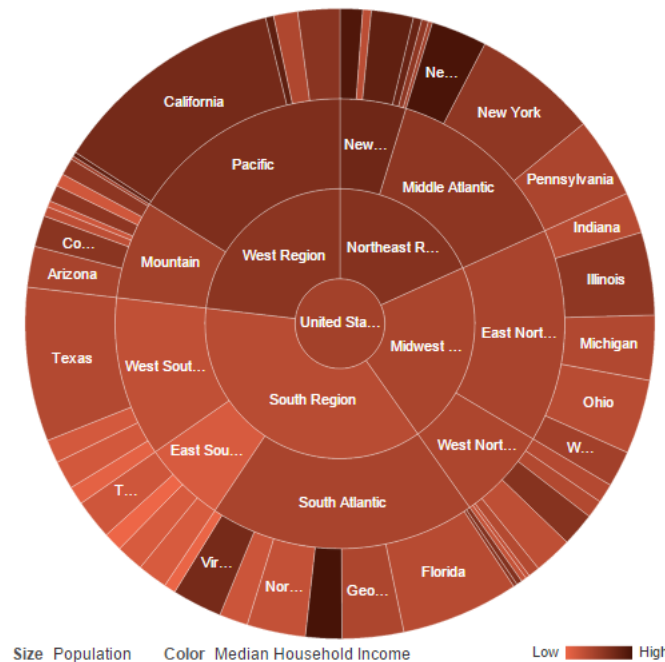 Ne...
California
New York
New...
Pacific
Middle Atlantic
Pennsylvania
Indiana
Co...
West Region
Northeast R...
Mountain
Arizona
Illinois
United Sta...
East Nort...
Midwest ...
Texas
West Sout...
Michigan
South Region
Ohio
East Sou...
West Nort...
W...
T...
South Atlantic
Vir...
Nor...
Geo...
Florida
Size Population Color Median Household Income Low High